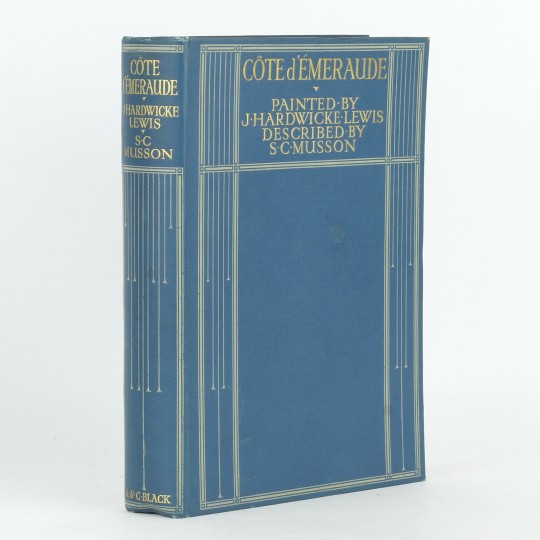 CÔTE
d'ÉMERAUDE
J·HARDWICKE
LEWIS
S·C
MUSSON
A·&·C·BLACK
CÔTE d'ÉMERAUDE
PAINTED·BY
J·HARDWICKE·LEWIS
DESCRIBED·BY
S·C·MUSSON